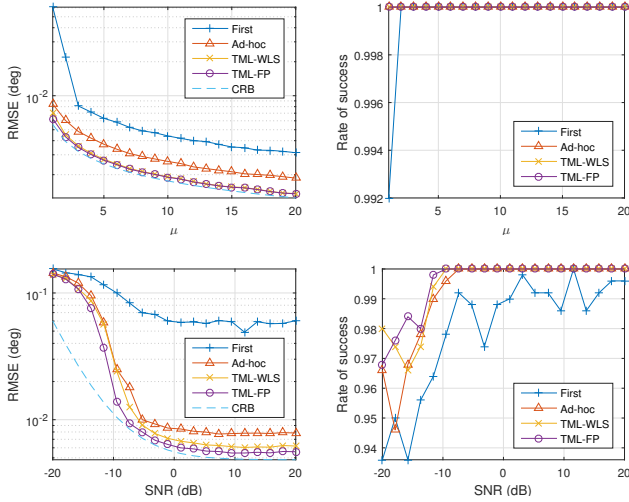 RMSE (deg)
10^-2
First
Ad-hoc
TML-WLS
TML-FP
CRB
5 10 15 20
μ
Rate of success
1
0.998
0.996
0.994
0.992
First
Ad-hoc
TML-WLS
TML-FP
5 10 15 20
μ
RMSE (deg)
10^-1
10^-2
First
Ad-hoc
TML-WLS
TML-FP
CRB
-20 -10 0 10 20
SNR (dB)
Rate of success
1
0.99
0.98
0.97
0.96
0.95
0.94
First
Ad-hoc
TML-WLS
TML-FP
-20 -10 0 10 20
SNR (dB)